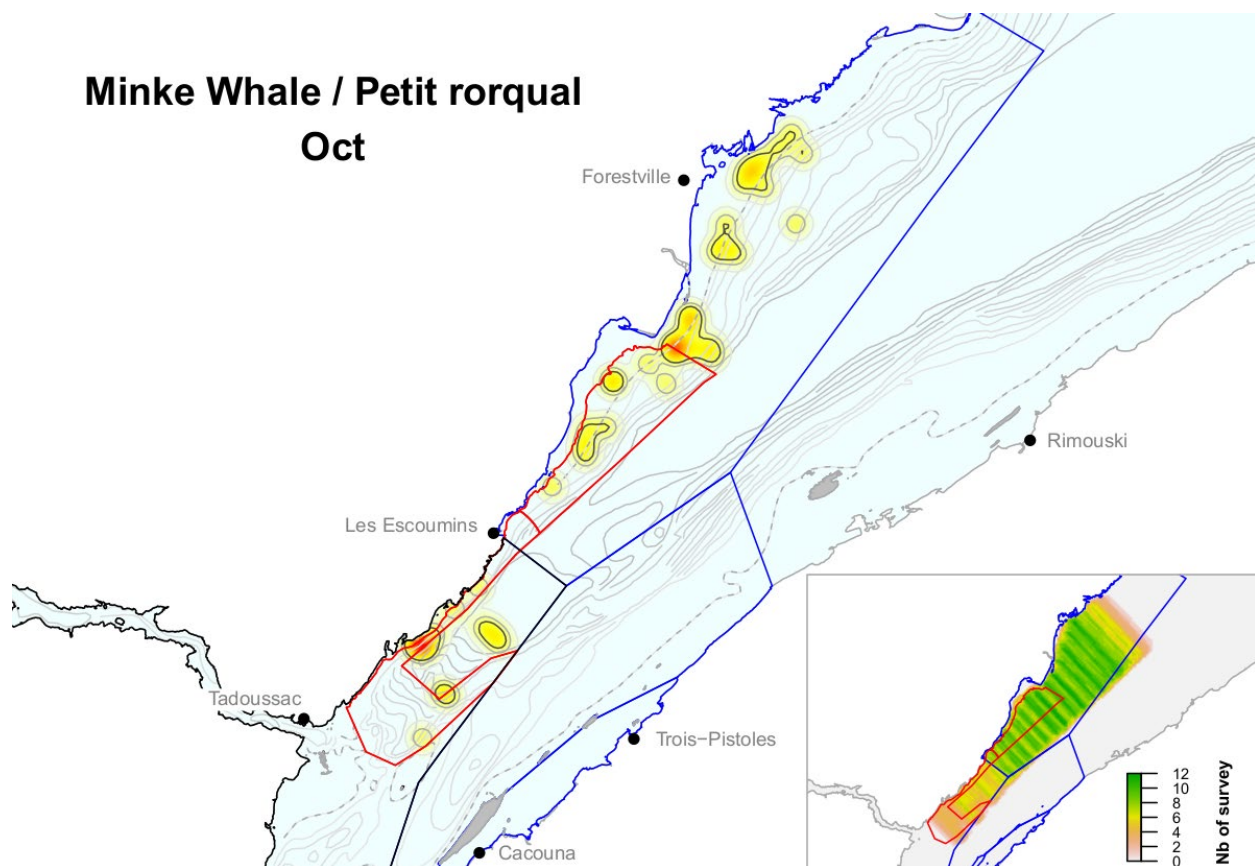 Minke Whale / Petit rorqual
Oct
Forestville
Rimouski
Les Escoumins
Tadoussac
Trois−Pistoles
Cacouna
12
10
8
6
4
2
0
Nb of survey